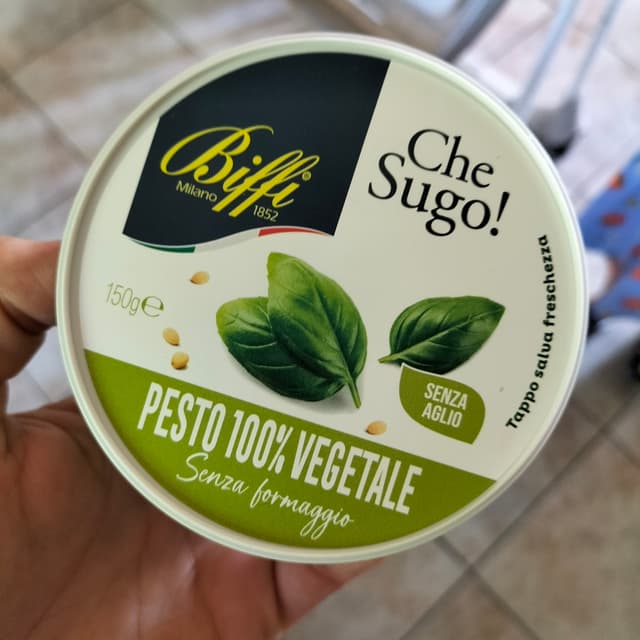 Biffi®
Milano 1852
Che
Sugo!
150g℮
Tappo salva freschezza
SENZA
AGLIO
PESTO 100% VEGETALE
Senza formaggio